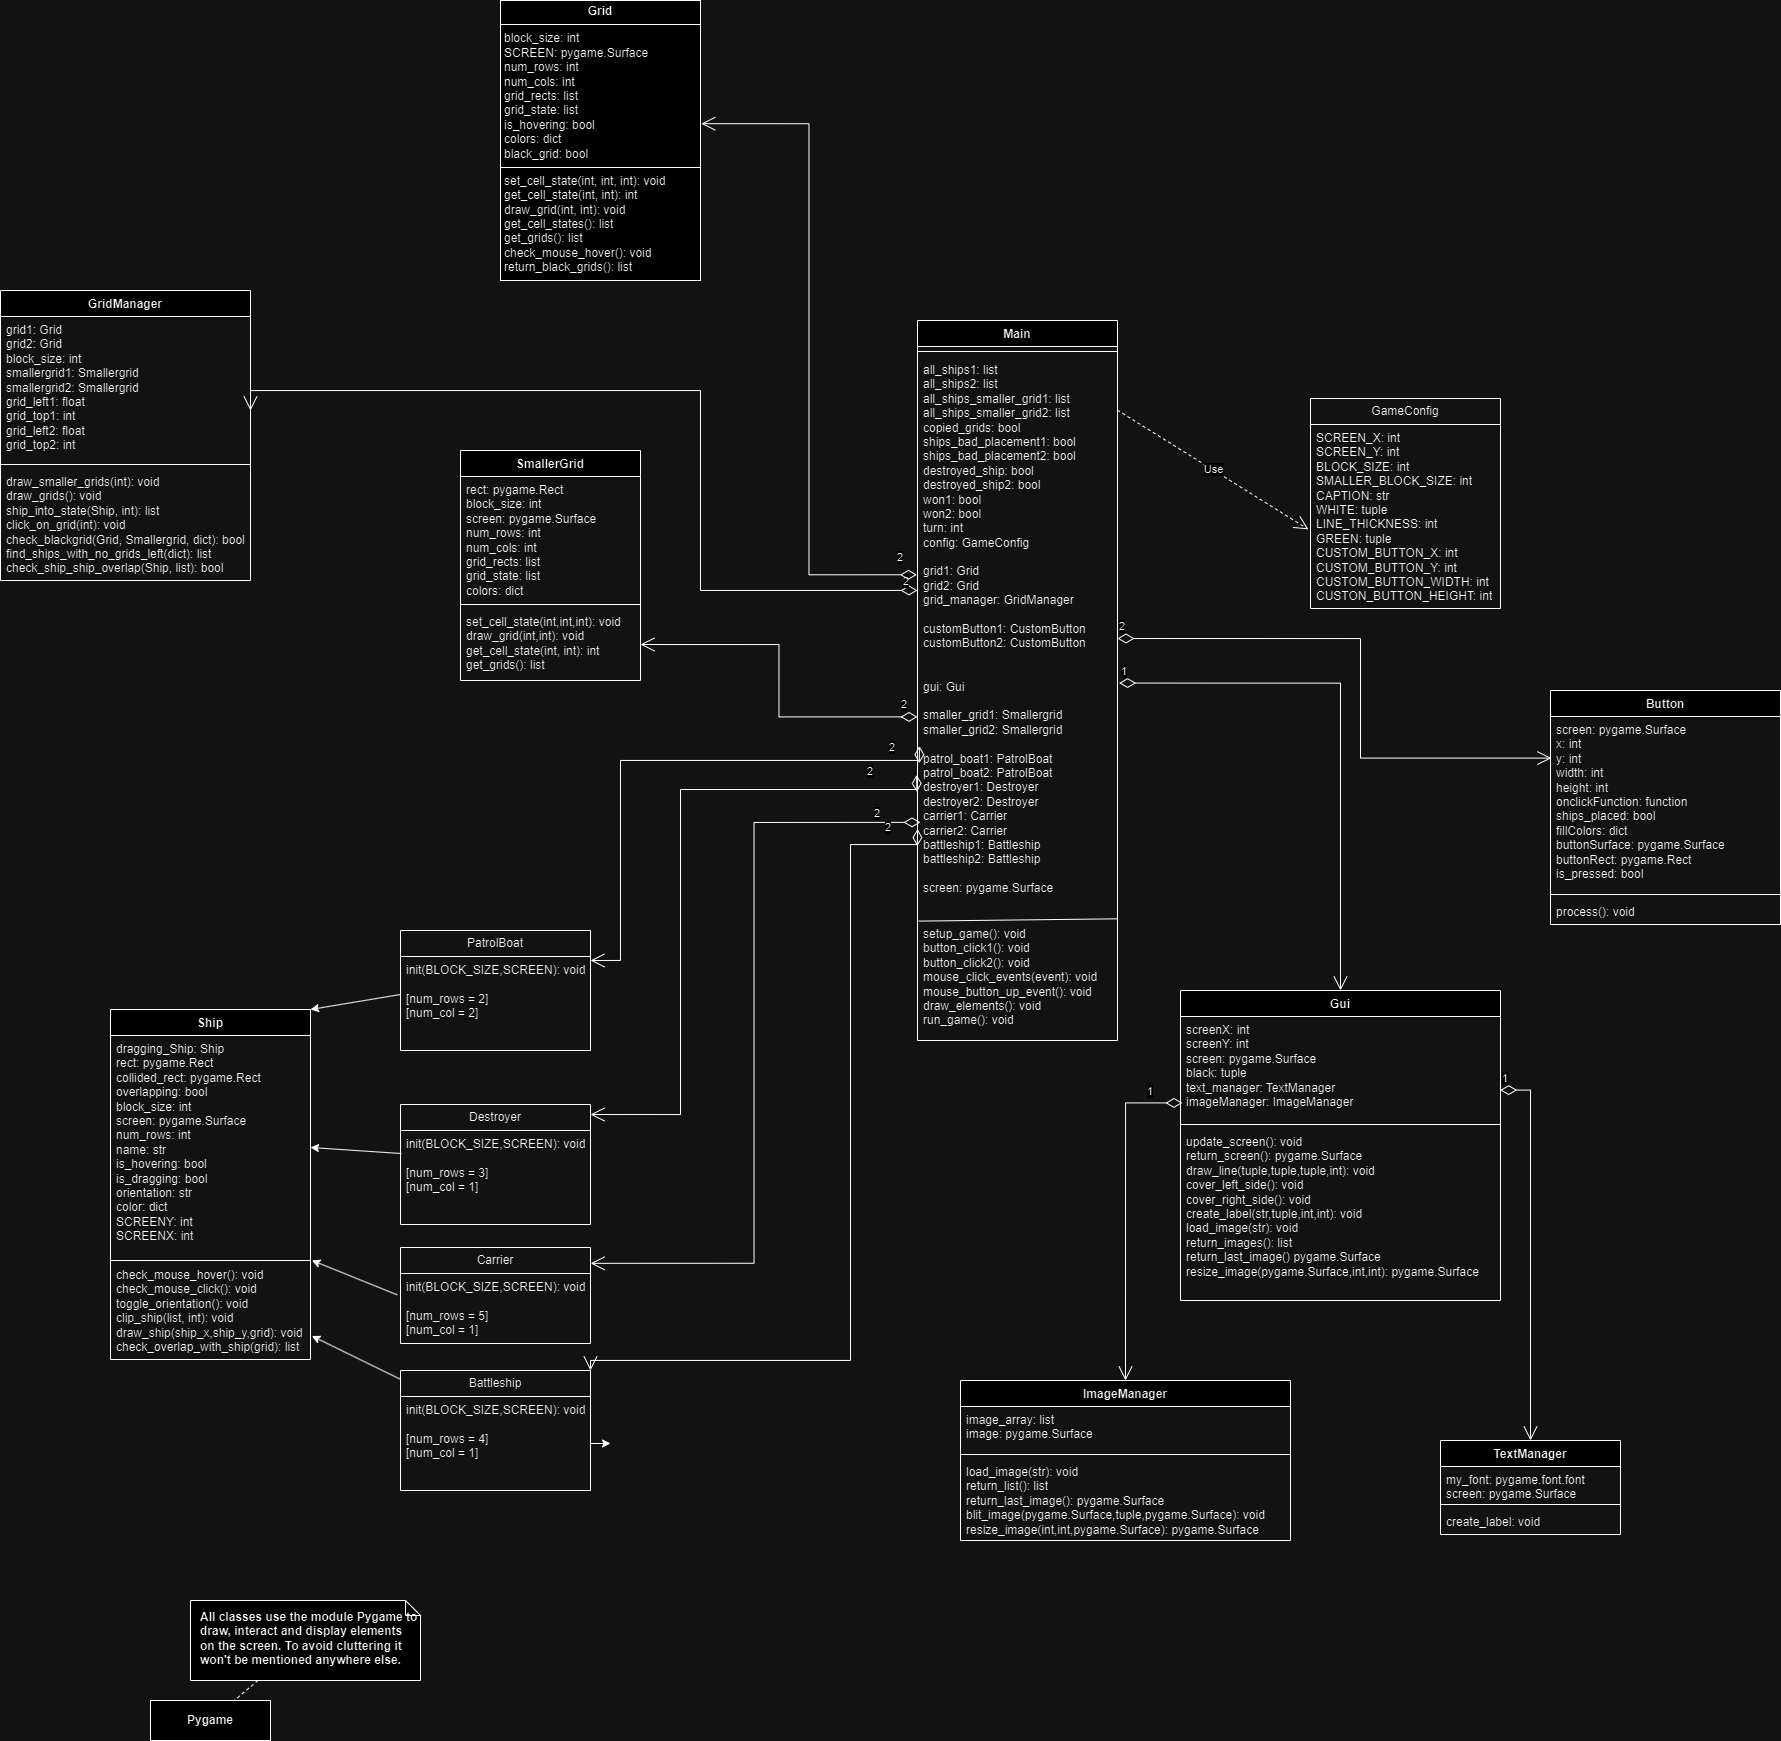 Grid
block_size: int
SCREEN: pygame.Surface
num_rows: int
num_cols: int
grid_rects: list
grid_state: list
is_hovering: bool
colors: dict
black_grid: bool
set_cell_state(int, int, int): void
get_cell_state(int, int): int
draw_grid(int, int): void
get_cell_states(): list
get_grids(): list
check_mouse_hover(): void
return_black_grids(): list
GridManager
grid1: Grid
grid2: Grid
block_size: int
smallergrid1: Smallergrid
smallergrid2: Smallergrid
grid_left1: float
grid_top1: int
grid_left2: float
grid_top2: int
draw_smaller_grids(int): void
draw_grids(): void
ship_into_state(Ship, int): list
click_on_grid(int): void
check_blackgrid(Grid, Smallergrid, dict): bool
find_ships_with_no_grids_left(dict): list
check_ship_ship_overlap(Ship, list): bool
SmallerGrid
rect: pygame.Rect
block_size: int
screen: pygame.Surface
num_rows: int
num_cols: int
grid_rects: list
grid_state: list
colors: dict
set_cell_state(int,int,int): void
draw_grid(int,int): void
get_cell_state(int, int): int
get_grids(): list
Main
all_ships1: list
all_ships2: list
all_ships_smaller_grid1: list
all_ships_smaller_grid2: list
copied_grids: bool
ships_bad_placement1: bool
ships_bad_placement2: bool
destroyed_ship: bool
destroyed_ship2: bool
won1: bool
won2: bool
turn: int
config: GameConfig
grid1: Grid
grid2: Grid
grid_manager: GridManager
customButton1: CustomButton
customButton2: CustomButton
gui: Gui
smaller_grid1: Smallergrid
smaller_grid2: Smallergrid
patrol_boat1: PatrolBoat
patrol_boat2: PatrolBoat
destroyer1: Destroyer
destroyer2: Destroyer
carrier1: Carrier
carrier2: Carrier
battleship1: Battleship
battleship2: Battleship
screen: pygame.Surface
setup_game(): void
button_click1(): void
button_click2(): void
mouse_click_events(event): void
mouse_button_up_event(): void
draw_elements(): void
run_game(): void
2
2
2
2
2
2
2
2
1
Use
GameConfig
SCREEN_X: int
SCREEN_Y: int
BLOCK_SIZE: int
SMALLER_BLOCK_SIZE: int
CAPTION: str
WHITE: tuple
LINE_THICKNESS: int
GREEN: tuple
CUSTOM_BUTTON_X: int
CUSTOM_BUTTON_Y: int
CUSTOM_BUTTON_WIDTH: int
CUSTON_BUTTON_HEIGHT: int
Button
screen: pygame.Surface
x: int
y: int
width: int
height: int
onclickFunction: function
ships_placed: bool
fillColors: dict
buttonSurface: pygame.Surface
buttonRect: pygame.Rect
is_pressed: bool
process(): void
PatrolBoat
init(BLOCK_SIZE,SCREEN): void
[num_rows = 2]
[num_col = 2]
Ship
dragging_Ship: Ship
rect: pygame.Rect
collided_rect: pygame.Rect
overlapping: bool
block_size: int
screen: pygame.Surface
num_rows: int
name: str
is_hovering: bool
is_dragging: bool
orientation: str
color: dict
SCREENY: int
SCREENX: int
check_mouse_hover(): void
check_mouse_click(): void
toggle_orientation(): void
clip_ship(list, int): void
draw_ship(ship_x,ship_y,grid): void
check_overlap_with_ship(grid): list
Destroyer
init(BLOCK_SIZE,SCREEN): void
[num_rows = 3]
[num_col = 1]
Carrier
init(BLOCK_SIZE,SCREEN): void
[num_rows = 5]
[num_col = 1]
Battleship
init(BLOCK_SIZE,SCREEN): void
[num_rows = 4]
[num_col = 1]
Gui
screenX: int
screenY: int
screen: pygame.Surface
black: tuple
text_manager: TextManager
imageManager: ImageManager
update_screen(): void
return_screen(): pygame.Surface
draw_line(tuple,tuple,tuple,int): void
cover_left_side(): void
cover_right_side(): void
create_label(str,tuple,int,int): void
load_image(str): void
return_images(): list
return_last_image() pygame.Surface
resize_image(pygame.Surface,int,int): pygame.Surface
1
1
ImageManager
image_array: list
image: pygame.Surface
load_image(str): void
return_list(): list
return_last_image(): pygame.Surface
blit_image(pygame.Surface,tuple,pygame.Surface): void
resize_image(int,int,pygame.Surface): pygame.Surface
TextManager
my_font: pygame.font.font
screen: pygame.Surface
create_label: void
All classes use the module Pygame to
draw, interact and display elements
on the screen. To avoid cluttering it
won't be mentioned anywhere else.
Pygame